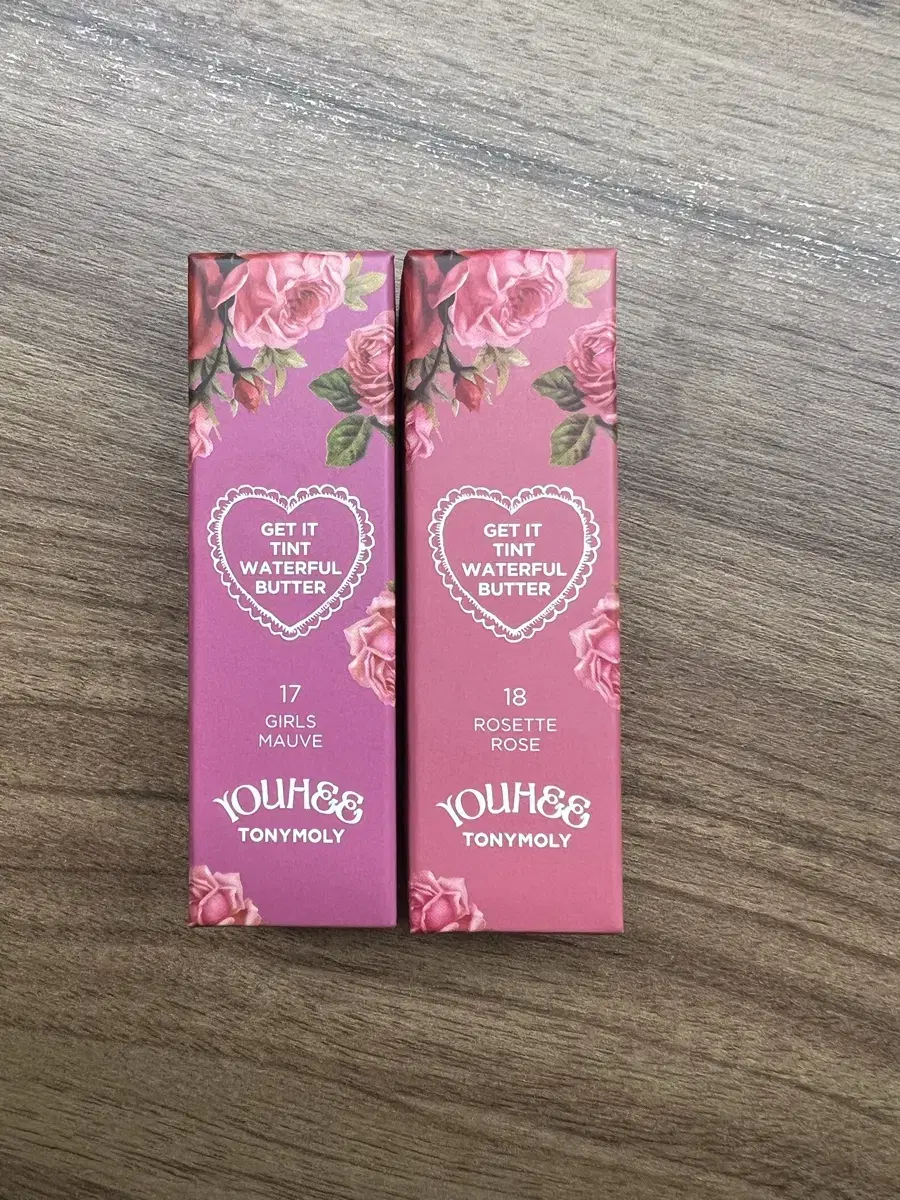 GET IT
TINT
WATERFUL
BUTTER
17
GIRLS
MAUVE
YOUHEE
TONYMOLY
GET IT
TINT
WATERFUL
BUTTER
18
ROSETTE
ROSE
YOUHEE
TONYMOLY